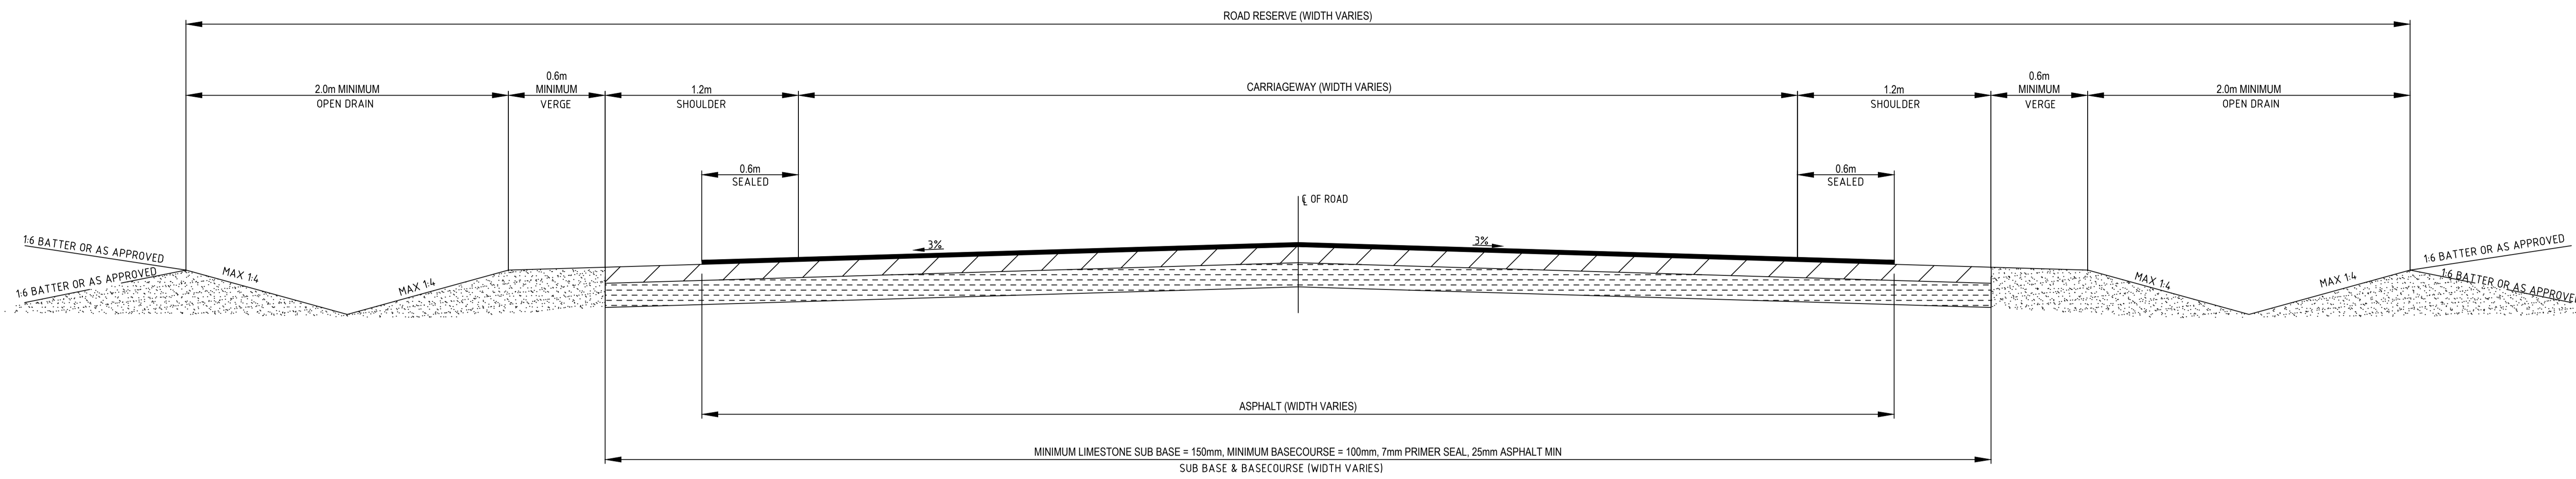 ROAD RESERVE (WIDTH VARIES)
2.0m MINIMUM
OPEN DRAIN
0.6m
MINIMUM
VERGE
1.2m
SHOULDER
CARRIAGEWAY (WIDTH VARIES)
1.2m
SHOULDER
0.6m
MINIMUM
VERGE
2.0m MINIMUM
OPEN DRAIN
0.6m
SEALED
0.6m
SEALED
℄ OF ROAD
3%
3%
1:6 BATTER OR AS APPROVED
1:6 BATTER OR AS APPROVED
MAX 1:4
MAX 1:4
MAX 1:4
MAX 1:4
1:6 BATTER OR AS APPROVED
1:6 BATTER OR AS APPROVED
ASPHALT (WIDTH VARIES)
MINIMUM LIMESTONE SUB BASE = 150mm, MINIMUM BASECOURSE = 100mm, 7mm PRIMER SEAL, 25mm ASPHALT MIN
SUB BASE & BASECOURSE (WIDTH VARIES)